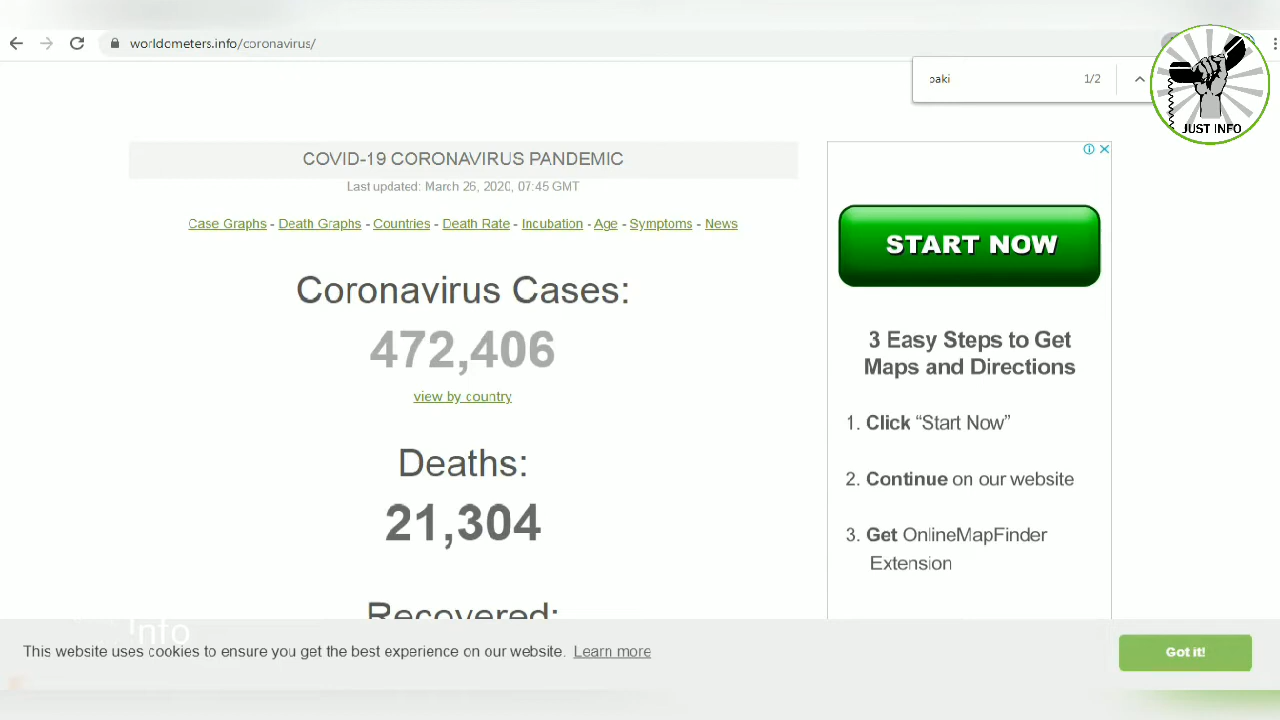 worldometers.info/coronavirus/
paki
1/2
JUST INFO
COVID-19 CORONAVIRUS PANDEMIC
Last updated: March 26, 2020, 07:45 GMT
Case Graphs - Death Graphs - Countries - Death Rate - Incubation - Age - Symptoms - News
Coronavirus Cases:
472,406
view by country
Deaths:
21,304
Recovered:
START NOW
3 Easy Steps to Get
Maps and Directions
1. Click “Start Now”
2. Continue on our website
3. Get OnlineMapFinder
Extension
Info
This website uses cookies to ensure you get the best experience on our website. Learn more
Got it!